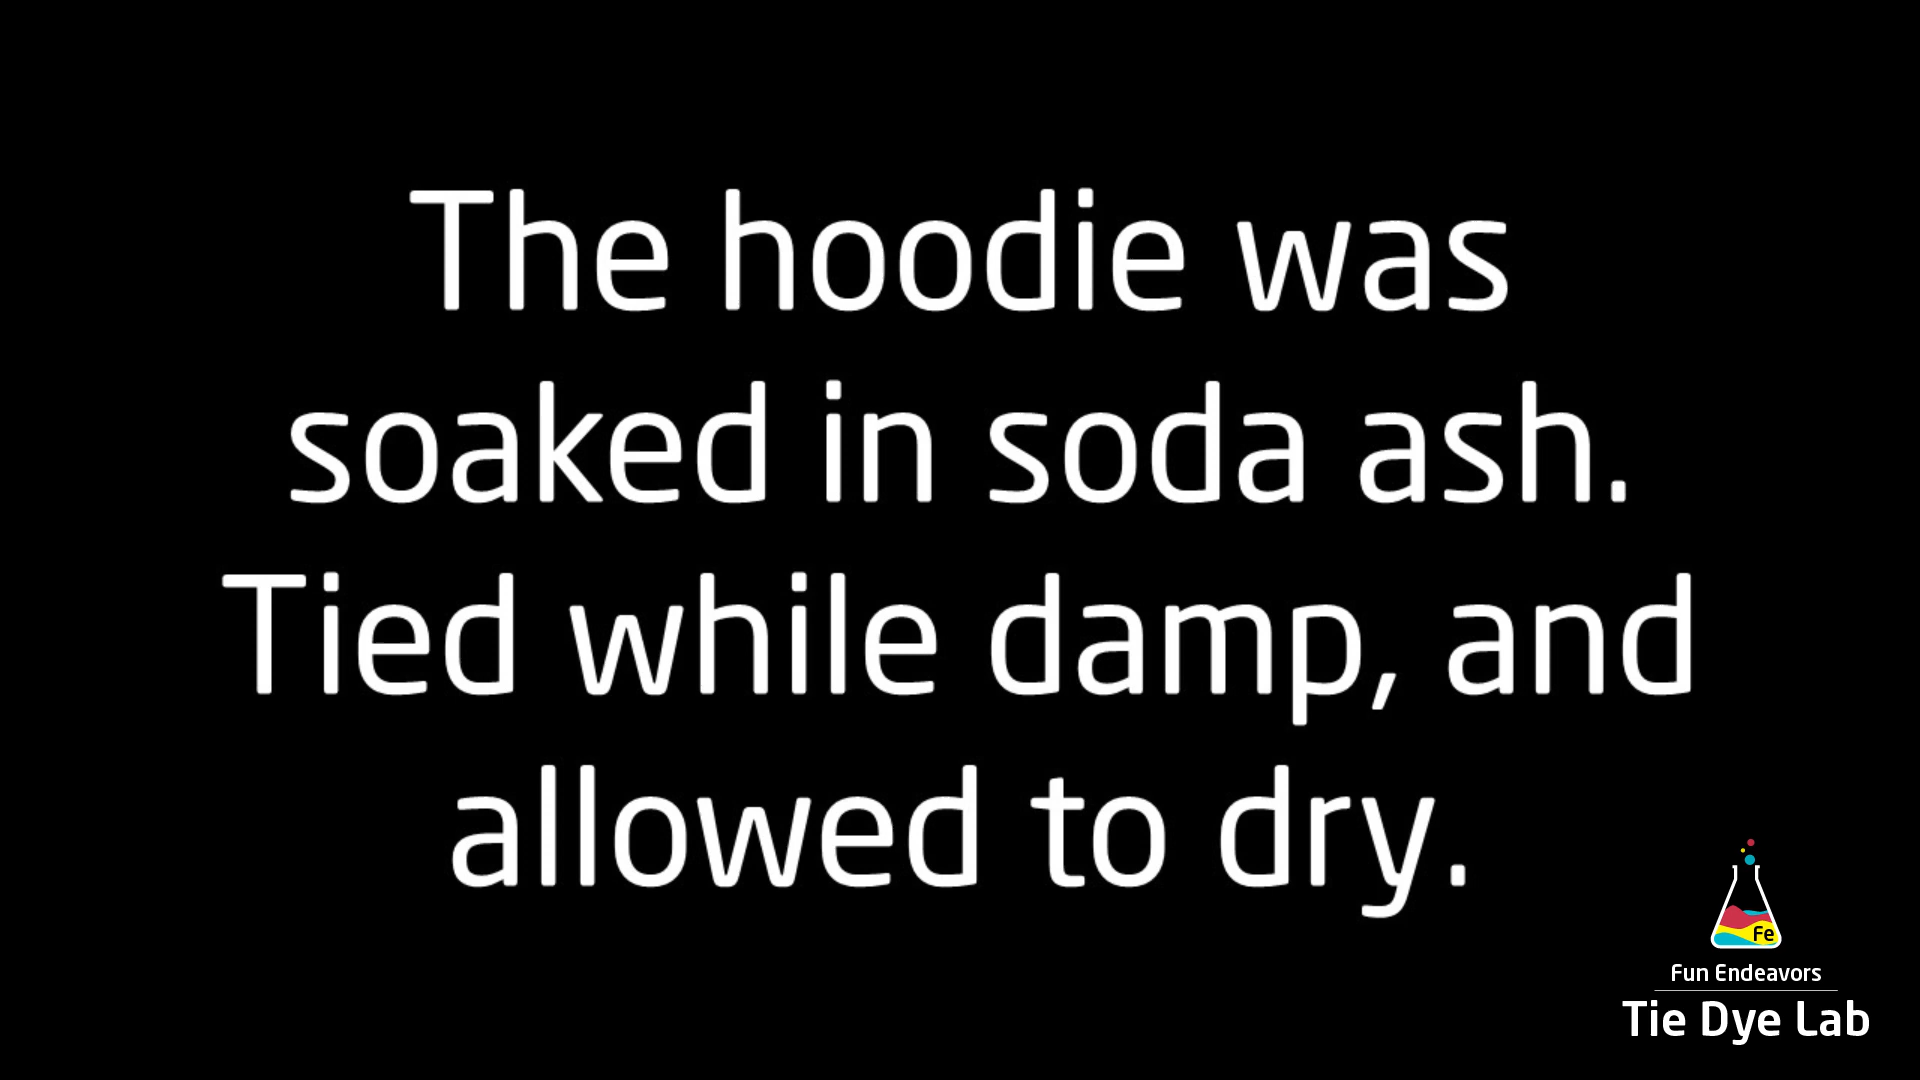 The hoodie was
soaked in soda ash.
Tied while damp, and
allowed to dry.
Fe
Fun Endeavors
Tie Dye Lab